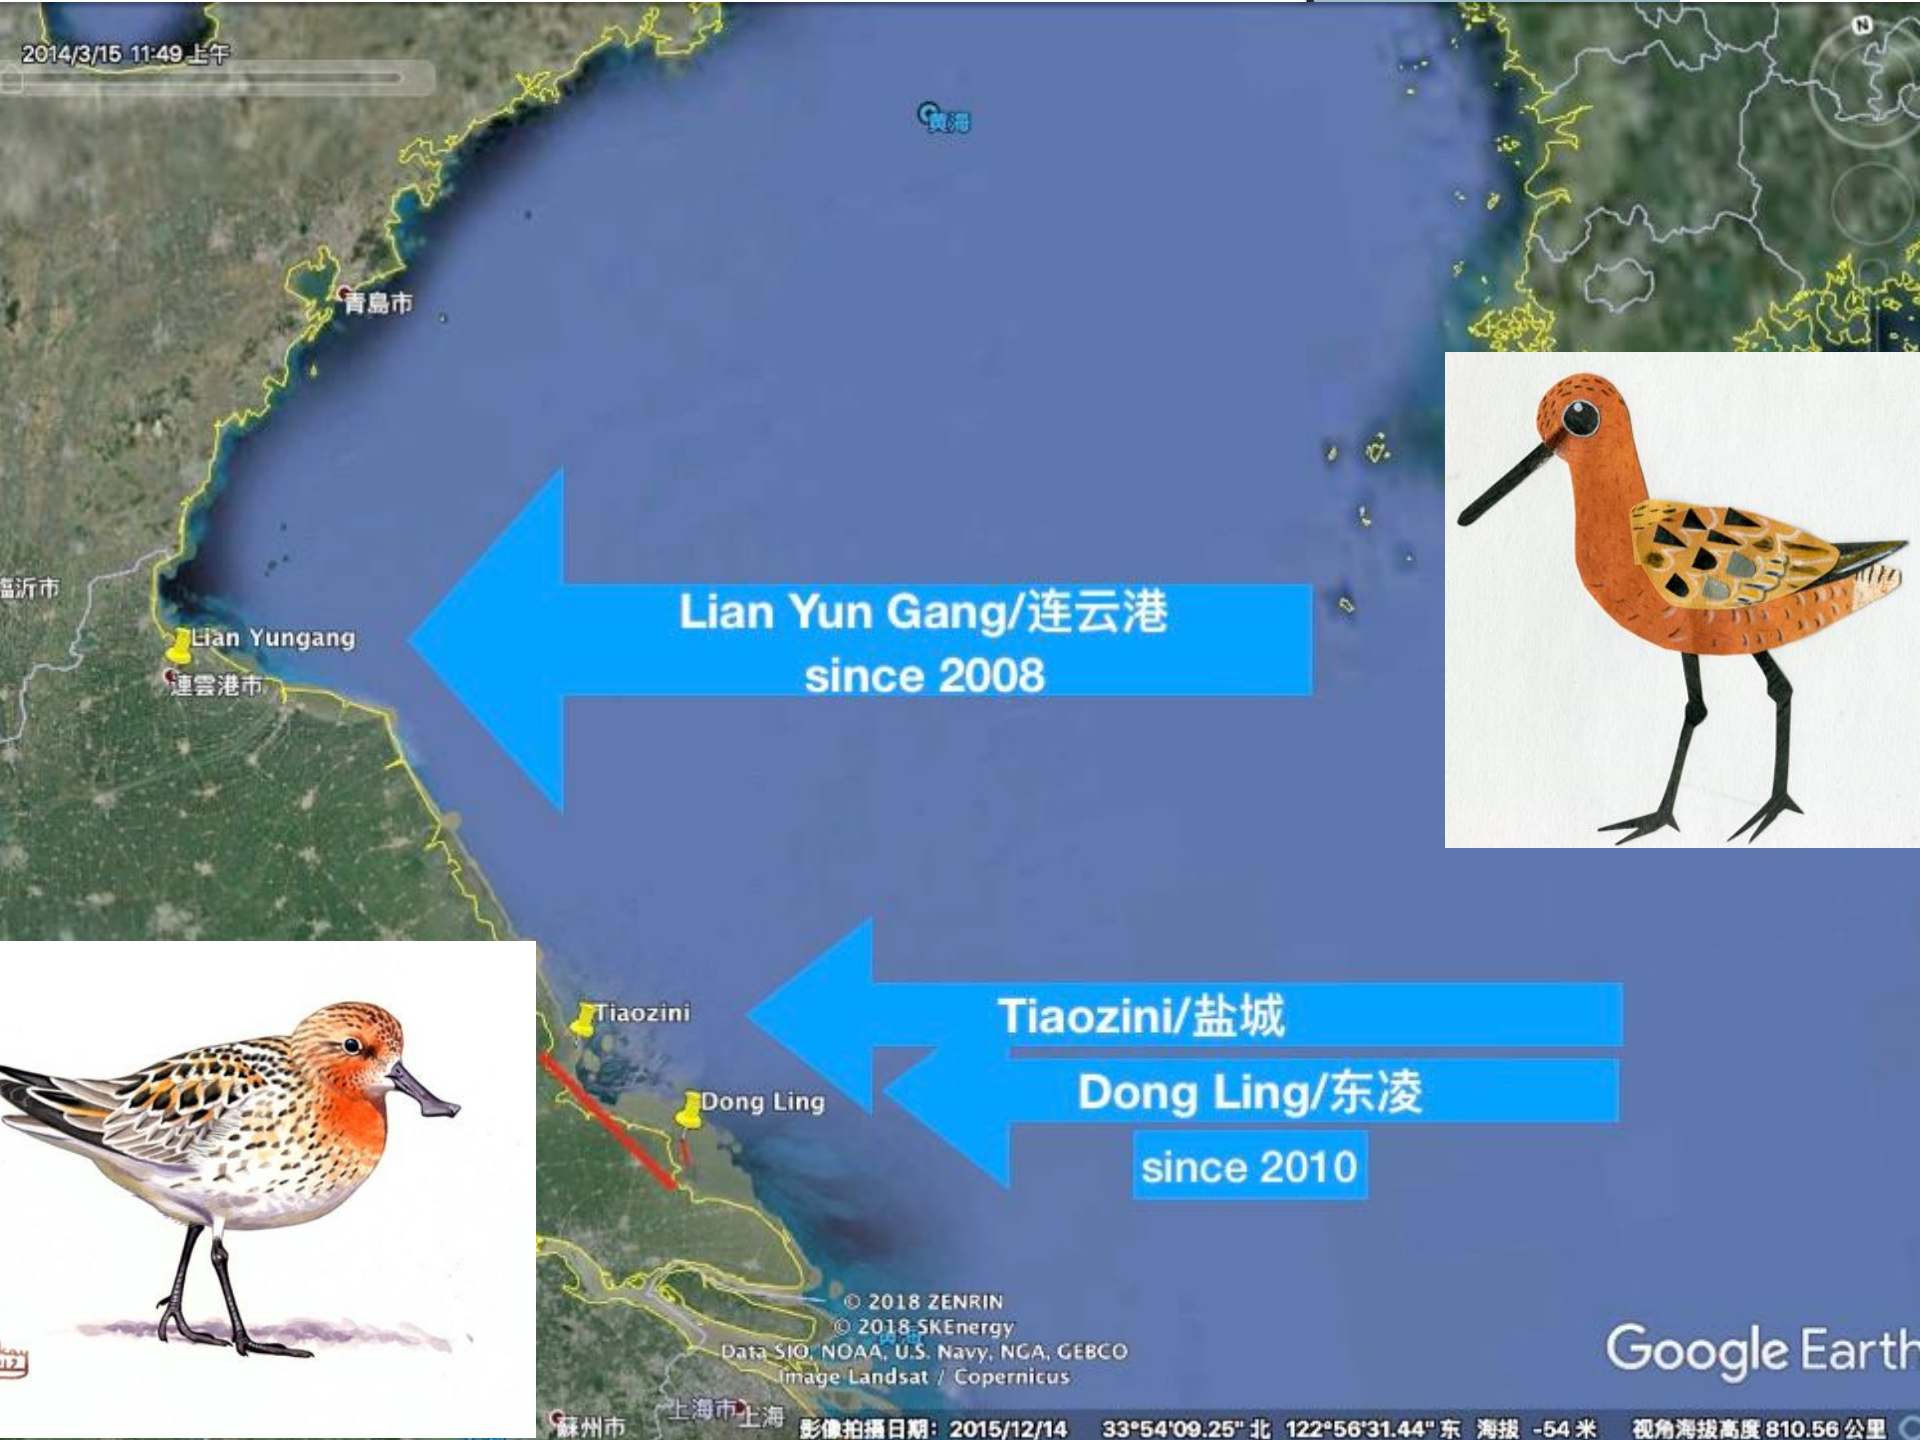 2014/3/15 11:49 上午
N
黄海
青島市
臨沂市
Lian Yun Gang/连云港
since 2008
Lian Yungang
連雲港市
Tiaozini
Tiaozini/盐城
Dong Ling
Dong Ling/东凌
since 2010
© 2018 ZENRIN
© 2018 SKEnergy
Data SIO, NOAA, U.S. Navy, NGA, GEBCO
Image Landsat / Copernicus
Google Earth
蘇州市
上海市
上海
影像拍摄日期: 2015/12/14 33°54'09.25" 北 122°56'31.44" 东 海拔 -54 米 视角海拔高度 810.56 公里